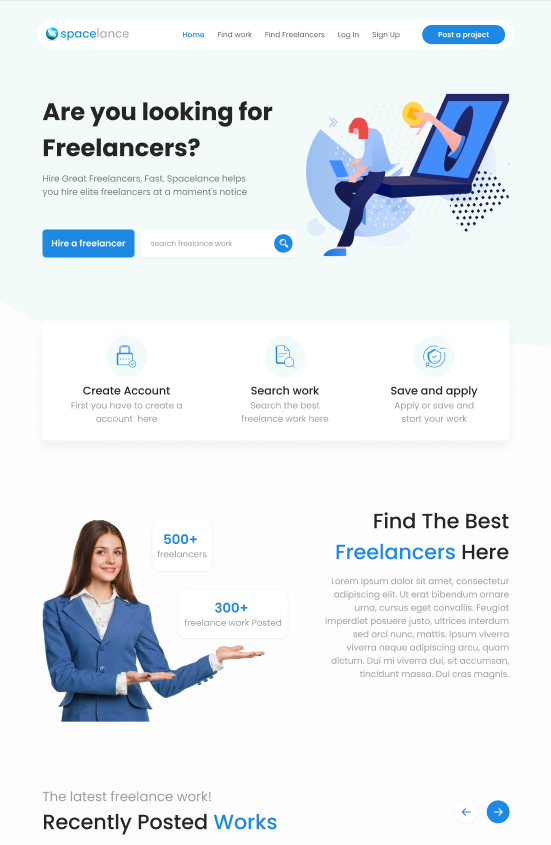 spacelance
Home Find work Find Freelancers Log In Sign Up Post a project
Are you looking for
Freelancers?
Hire Great Freelancers, Fast. Spacelance helps
you hire elite freelancers at a moment's notice
Hire a freelancer search freelance work
Create Account
First you have to create a
account here
Search work
Search the best
freelance work here
Save and apply
Apply or save and
start your work
500+
freelancers
300+
freelance work Posted
Find The Best
Freelancers Here
Lorem ipsum dolor sit amet, consectetur
adipiscing elit. Ut erat bibendum ornare
urna, cursus eget convallis. Feugiat
imperdiet posuere justo, ultrices interdum
sed orci nunc, mattis. Ipsum viverra
viverra neque adipiscing arcu, quam
dictum. Dui mi viverra dui, sit accumsan,
tincidunt massa. Dui cras magnis.
The latest freelance work!
Recently Posted Works